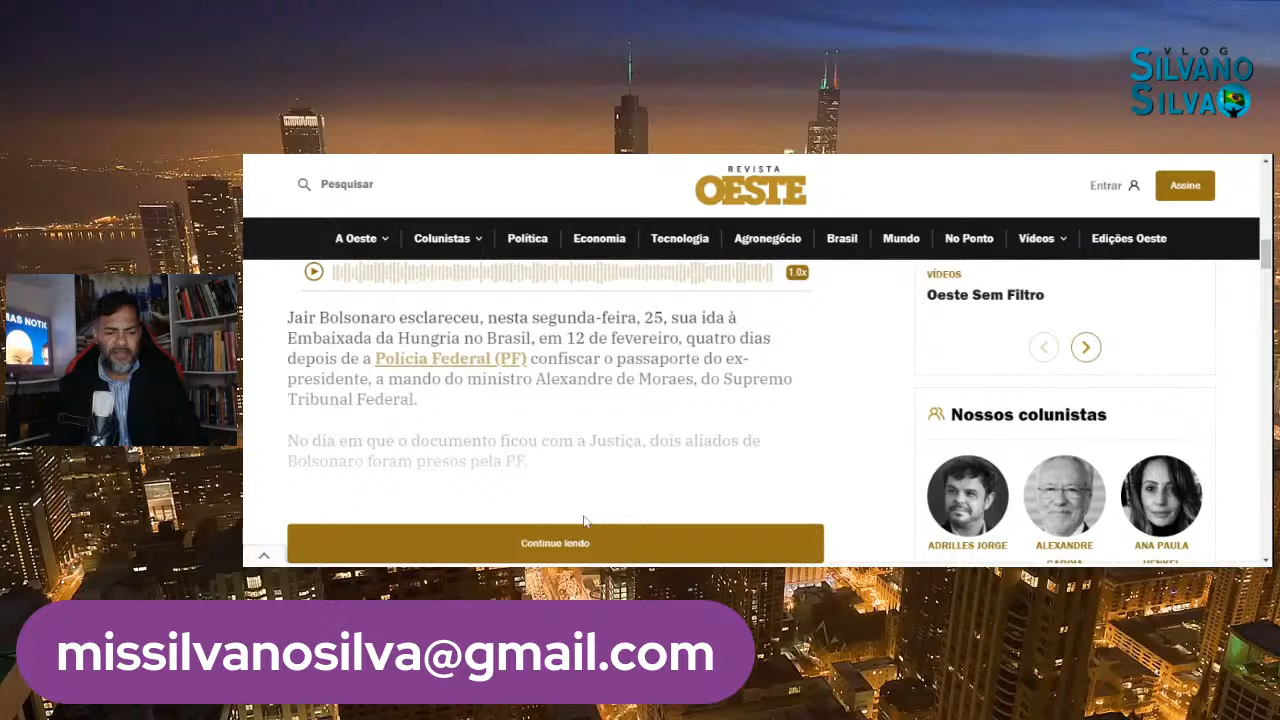 VLOG
SILVANO
SILVA
REVISTA
OESTE
Pesquisar
Entrar
Assine
A Oeste
Colunistas
Política
Economia
Tecnologia
Agronegócio
Brasil
Mundo
No Ponto
Vídeos
Edições Oeste
1.0x
Jair Bolsonaro esclareceu, nesta segunda-feira, 25, sua ida à
Embaixada da Hungria no Brasil, em 12 de fevereiro, quatro dias
depois de a Polícia Federal (PF) confiscar o passaporte do ex-
presidente, a mando do ministro Alexandre de Moraes, do Supremo
Tribunal Federal.
No dia em que o documento ficou com a Justiça, dois aliados de
Bolsonaro foram presos pela PF.
Continue lendo
VÍDEOS
Oeste Sem Filtro
Nossos colunistas
ADRILLES JORGE
ALEXANDRE
GARCIA
ANA PAULA
HENKEL
MAS NOTIC
missilvanosilva@gmail.com